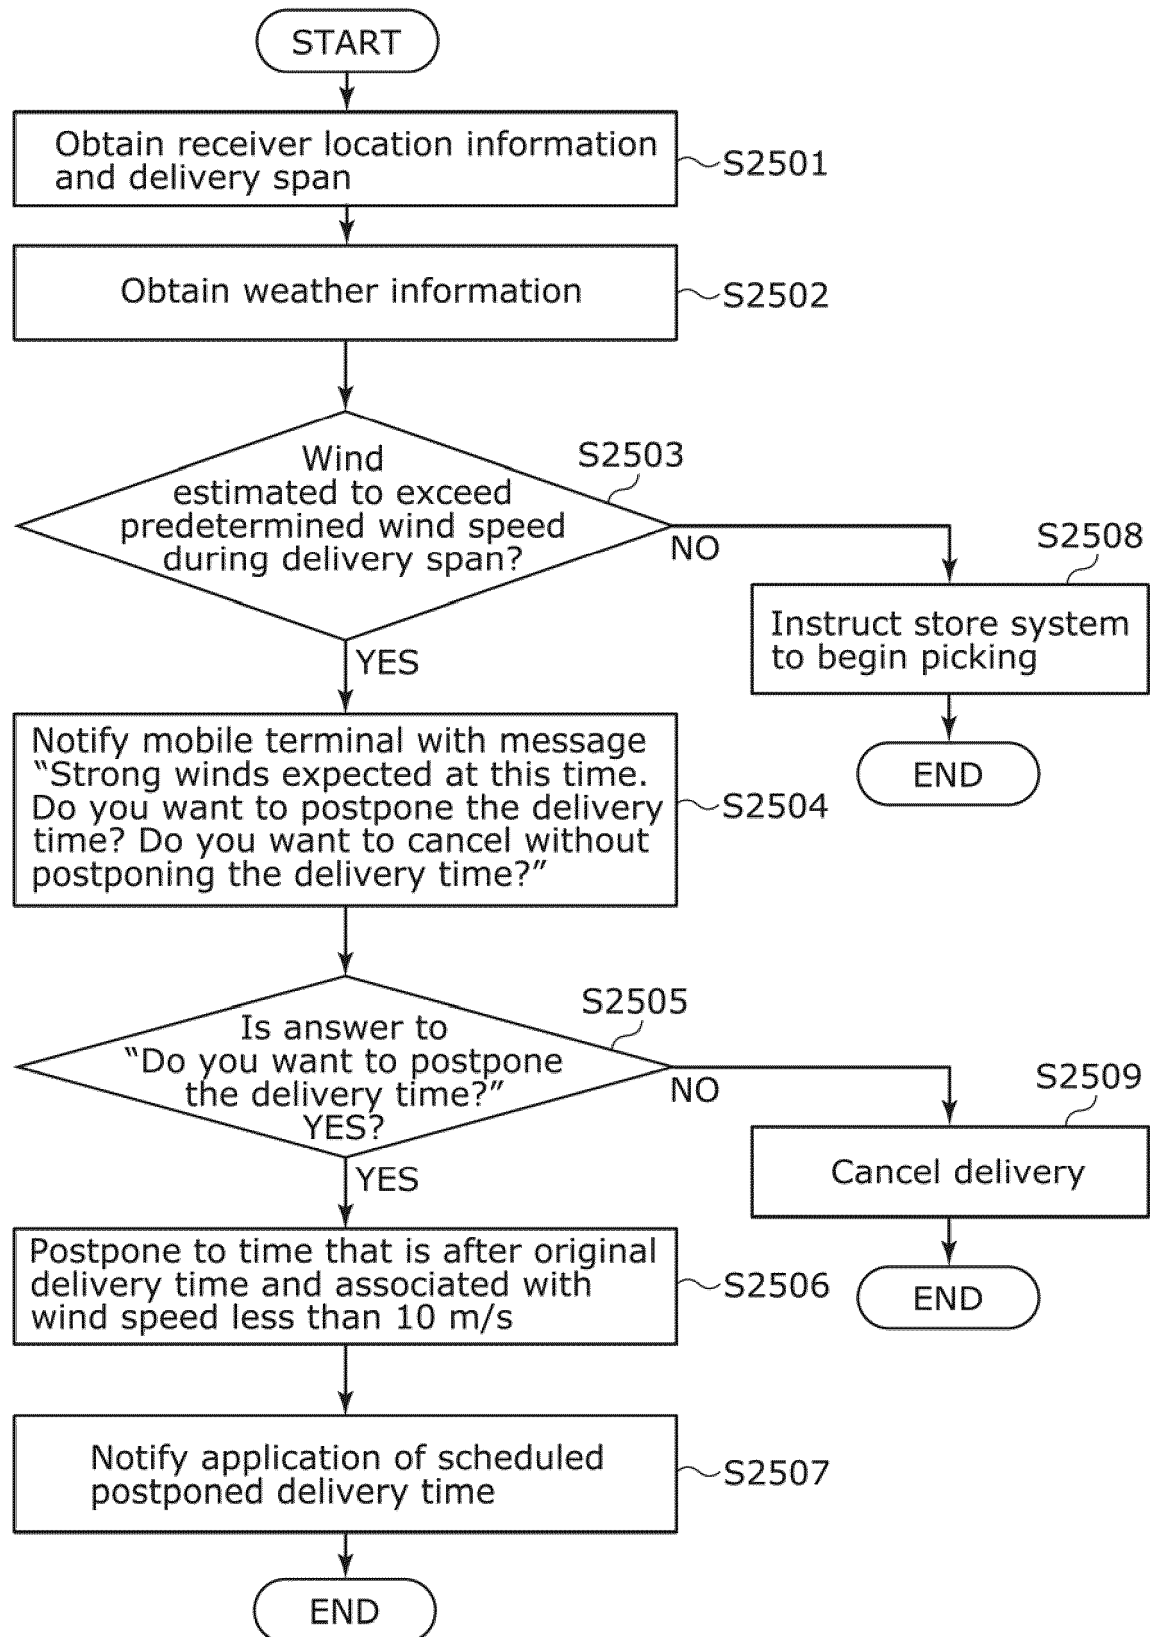 START
Obtain receiver location information
and delivery span
S2501
Obtain weather information
S2502
Wind
estimated to exceed
predetermined wind speed
during delivery span?
S2503
NO
YES
S2508
Instruct store system
to begin picking
END
Notify mobile terminal with message
“Strong winds expected at this time.
Do you want to postpone the delivery
time? Do you want to cancel without
postponing the delivery time?”
S2504
Is answer to
“Do you want to postpone
the delivery time?”
YES?
S2505
NO
YES
S2509
Cancel delivery
END
Postpone to time that is after original
delivery time and associated with
wind speed less than 10 m/s
S2506
Notify application of scheduled
postponed delivery time
S2507
END